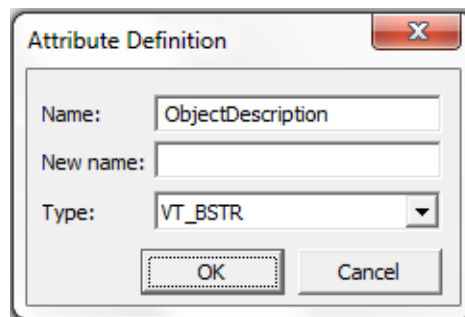 Attribute Definition
Name: ObjectDescription
New name:
Type: VT_BSTR
OK Cancel